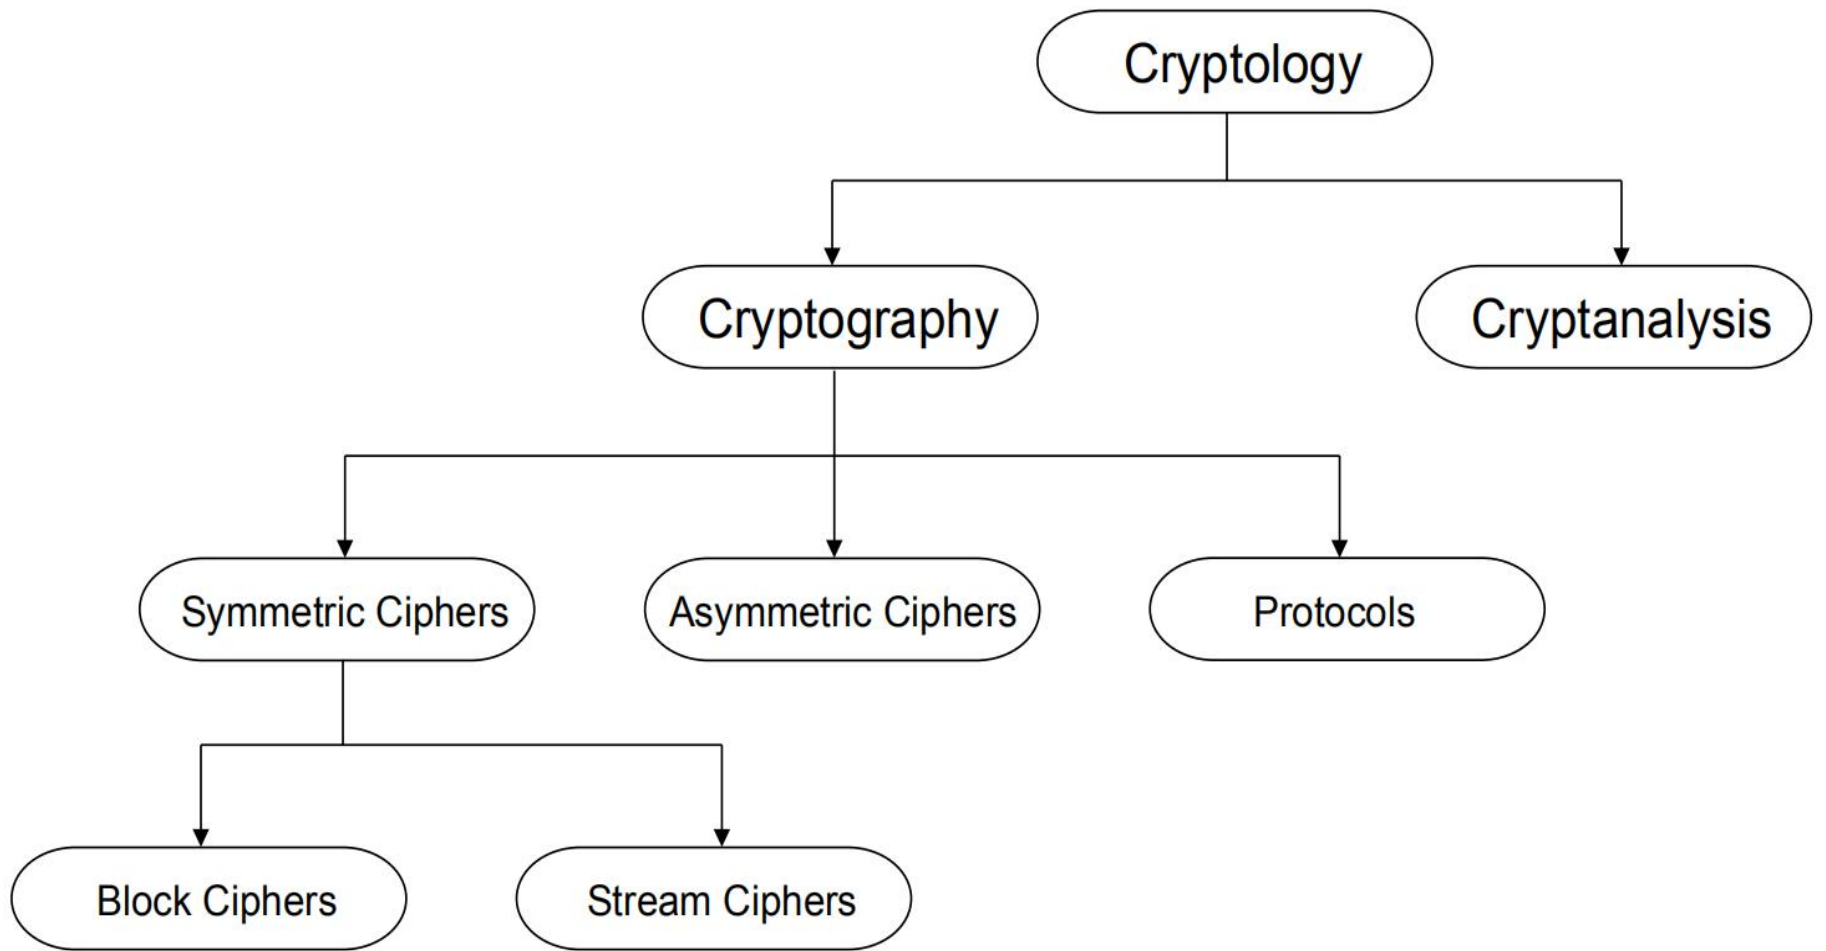 Cryptology
Cryptography
Cryptanalysis
Symmetric Ciphers
Asymmetric Ciphers
Protocols
Block Ciphers
Stream Ciphers